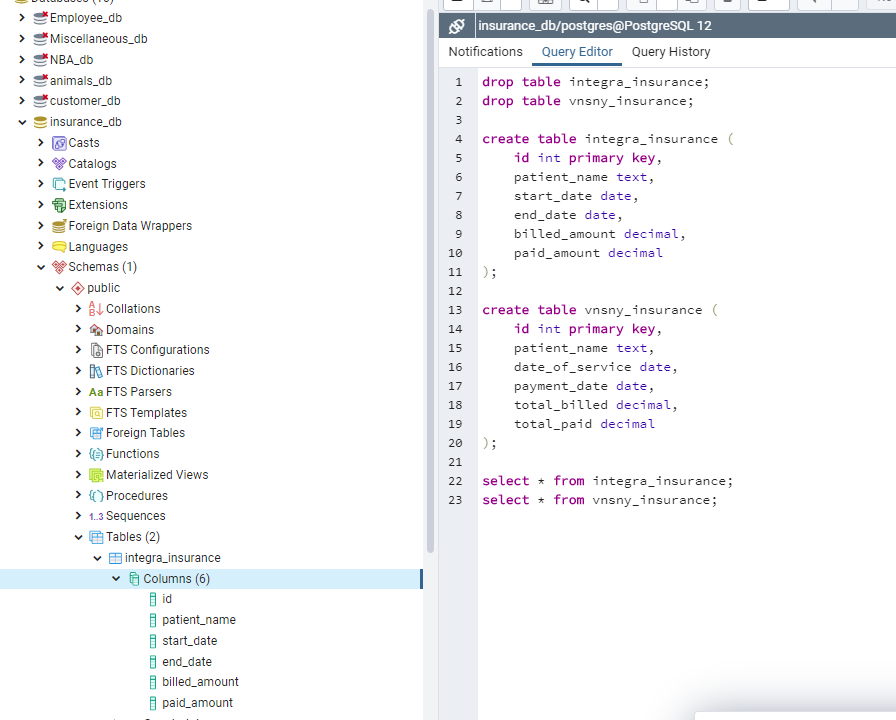 Databases (10)
Employee_db
Miscellaneous_db
NBA_db
animals_db
customer_db
insurance_db
Casts
Catalogs
Event Triggers
Extensions
Foreign Data Wrappers
Languages
Schemas (1)
public
Collations
Domains
FTS Configurations
FTS Dictionaries
Aa FTS Parsers
FTS Templates
Foreign Tables
Functions
Materialized Views
Procedures
1..3 Sequences
Tables (2)
integra_insurance
Columns (6)
id
patient_name
start_date
end_date
billed_amount
paid_amount
insurance_db/postgres@PostgreSQL 12
Notifications Query Editor Query History
1 drop table integra_insurance;
2 drop table vnsny_insurance;
3
4 create table integra_insurance (
5 id int primary key,
6 patient_name text,
7 start_date date,
8 end_date date,
9 billed_amount decimal,
10 paid_amount decimal
11 );
12
13 create table vnsny_insurance (
14 id int primary key,
15 patient_name text,
16 date_of_service date,
17 payment_date date,
18 total_billed decimal,
19 total_paid decimal
20 );
21
22 select * from integra_insurance;
23 select * from vnsny_insurance;